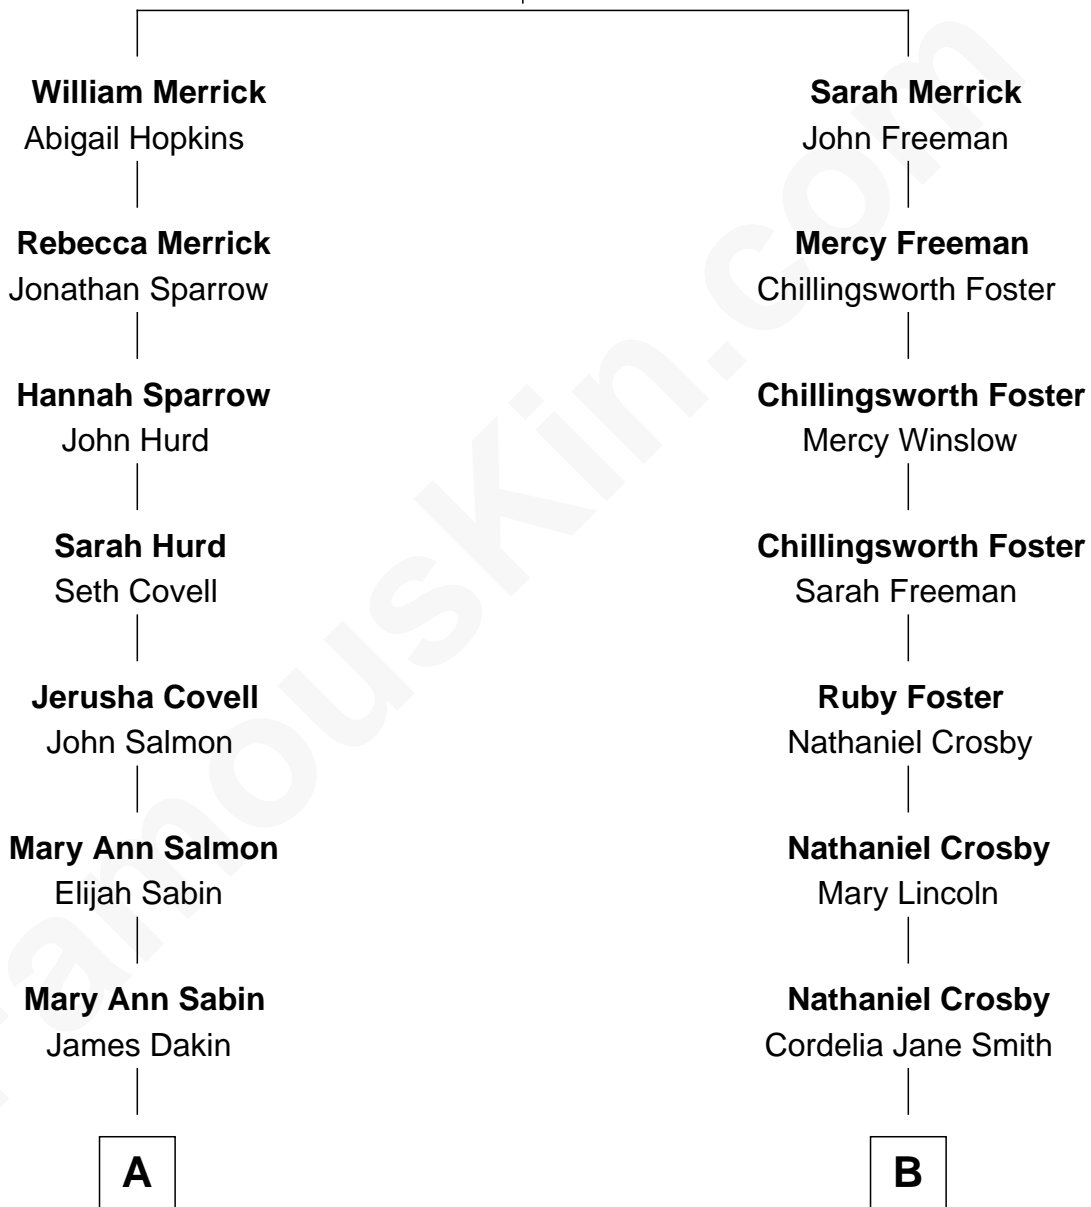 William Merrick
Abigail Hopkins
Rebecca Merrick
Jonathan Sparrow
Hannah Sparrow
John Hurd
Sarah Hurd
Seth Covell
Jerusha Covell
John Salmon
Mary Ann Salmon
Elijah Sabin
Mary Ann Sabin
James Dakin
A
Sarah Merrick
John Freeman
Mercy Freeman
Chillingsworth Foster
Chillingsworth Foster
Mercy Winslow
Chillingsworth Foster
Sarah Freeman
Ruby Foster
Nathaniel Crosby
Nathaniel Crosby
Mary Lincoln
Nathaniel Crosby
Cordelia Jane Smith
B
FamousKin.com